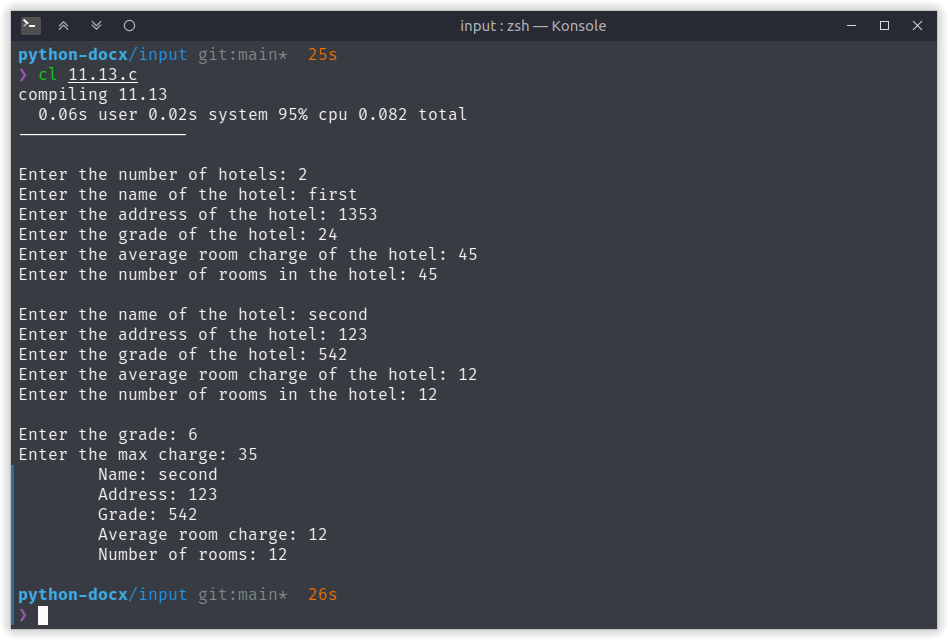 input : zsh — Konsole
python-docx/input git:main* 25s
❯ cl 11.13.c
compiling 11.13
0.06s user 0.02s system 95% cpu 0.082 total
—————————————————
Enter the number of hotels: 2
Enter the name of the hotel: first
Enter the address of the hotel: 1353
Enter the grade of the hotel: 24
Enter the average room charge of the hotel: 45
Enter the number of rooms in the hotel: 45
Enter the name of the hotel: second
Enter the address of the hotel: 123
Enter the grade of the hotel: 542
Enter the average room charge of the hotel: 12
Enter the number of rooms in the hotel: 12
Enter the grade: 6
Enter the max charge: 35
Name: second
Address: 123
Grade: 542
Average room charge: 12
Number of rooms: 12
python-docx/input git:main* 26s
❯